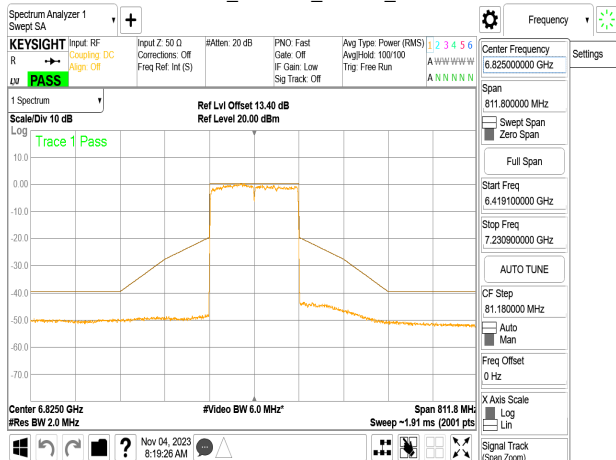 Spectrum Analyzer 1
Swept SA
Frequency
KEYSIGHT
R
LXI
PASS
Input: RF
Coupling: DC
Align: Off
Input Z: 50 Ω
Corrections: Off
Freq Ref: Int (S)
#Atten: 20 dB
PNO: Fast
Gate: Off
IF Gain: Low
Sig Track: Off
Avg Type: Power (RMS)
Avg|Hold: 100/100
Trig: Free Run
1 2 3 4 5 6
A W W W W W
A N N N N N
Center Frequency
6.825000000 GHz
Settings
Span
811.800000 MHz
Swept Span
Zero Span
Full Span
Start Freq
6.419100000 GHz
Stop Freq
7.230900000 GHz
AUTO TUNE
CF Step
81.180000 MHz
Auto
Man
Freq Offset
0 Hz
X Axis Scale
Log
Lin
Signal Track
(Span Zoom)
1 Spectrum
Scale/Div 10 dB
Ref Lvl Offset 13.40 dB
Ref Level 20.00 dBm
Log
Trace 1 Pass
10.0
0.00
-10.0
-20.0
-30.0
-40.0
-50.0
-60.0
-70.0
Center 6.8250 GHz
#Res BW 2.0 MHz
#Video BW 6.0 MHz*
Span 811.8 MHz
Sweep ~1.91 ms (2001 pts
?
Nov 04, 2023
8:19:26 AM